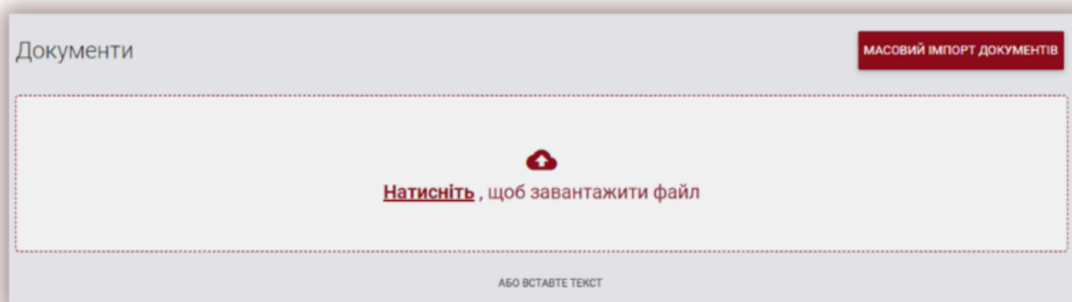 Документи
МАСОВИЙ ІМПОРТ ДОКУМЕНТІВ
Натисніть , щоб завантажити файл
АБО ВСТАВТЕ ТЕКСТ